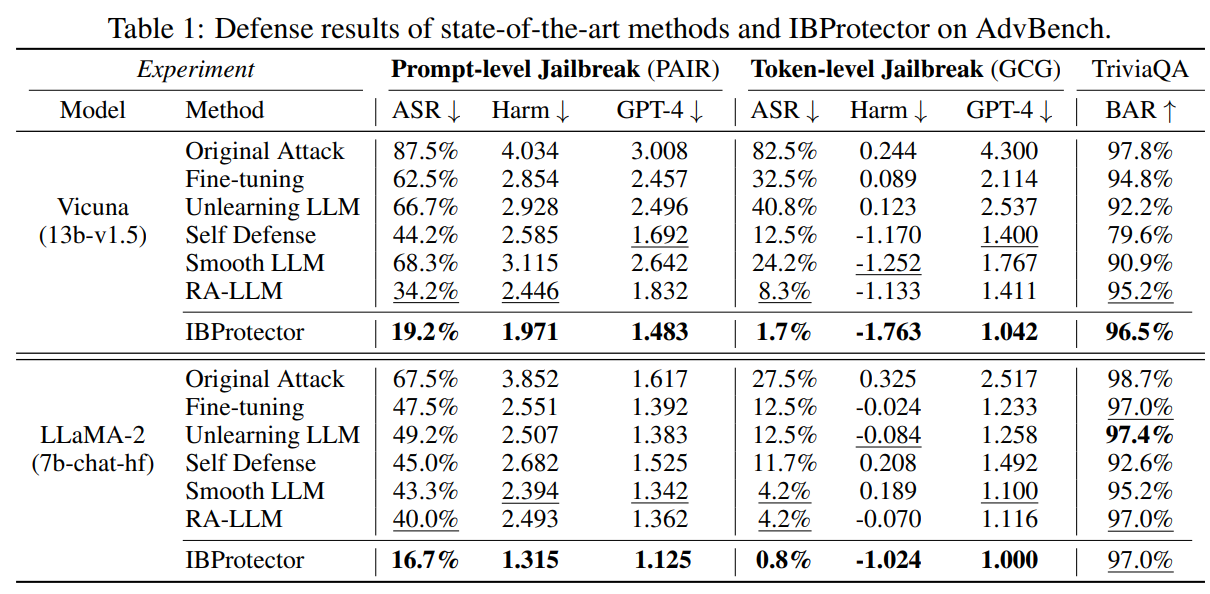 Table 1: Defense results of state-of-the-art methods and IBProtector on AdvBench.
Experiment Prompt-level Jailbreak (PAIR) Token-level Jailbreak (GCG) TriviaQA
Model Method ASR ↓ Harm ↓ GPT-4 ↓ ASR ↓ Harm ↓ GPT-4 ↓ BAR ↑
Original Attack 87.5% 4.034 3.008 82.5% 0.244 4.300 97.8%
Fine-tuning 62.5% 2.854 2.457 32.5% 0.089 2.114 94.8%
Vicuna Unlearning LLM 66.7% 2.928 2.496 40.8% 0.123 2.537 92.2%
(13b-v1.5) Self Defense 44.2% 2.585 1.692 12.5% -1.170 1.400 79.6%
Smooth LLM 68.3% 3.115 2.642 24.2% -1.252 1.767 90.9%
RA-LLM 34.2% 2.446 1.832 8.3% -1.133 1.411 95.2%
IBProtector 19.2% 1.971 1.483 1.7% -1.763 1.042 96.5%
Original Attack 67.5% 3.852 1.617 27.5% 0.325 2.517 98.7%
Fine-tuning 47.5% 2.551 1.392 12.5% -0.024 1.233 97.0%
LLaMA-2 Unlearning LLM 49.2% 2.507 1.383 12.5% -0.084 1.258 97.4%
(7b-chat-hf) Self Defense 45.0% 2.682 1.525 11.7% 0.208 1.492 92.6%
Smooth LLM 43.3% 2.394 1.342 4.2% 0.189 1.100 95.2%
RA-LLM 40.0% 2.493 1.362 4.2% -0.070 1.116 97.0%
IBProtector 16.7% 1.315 1.125 0.8% -1.024 1.000 97.0%